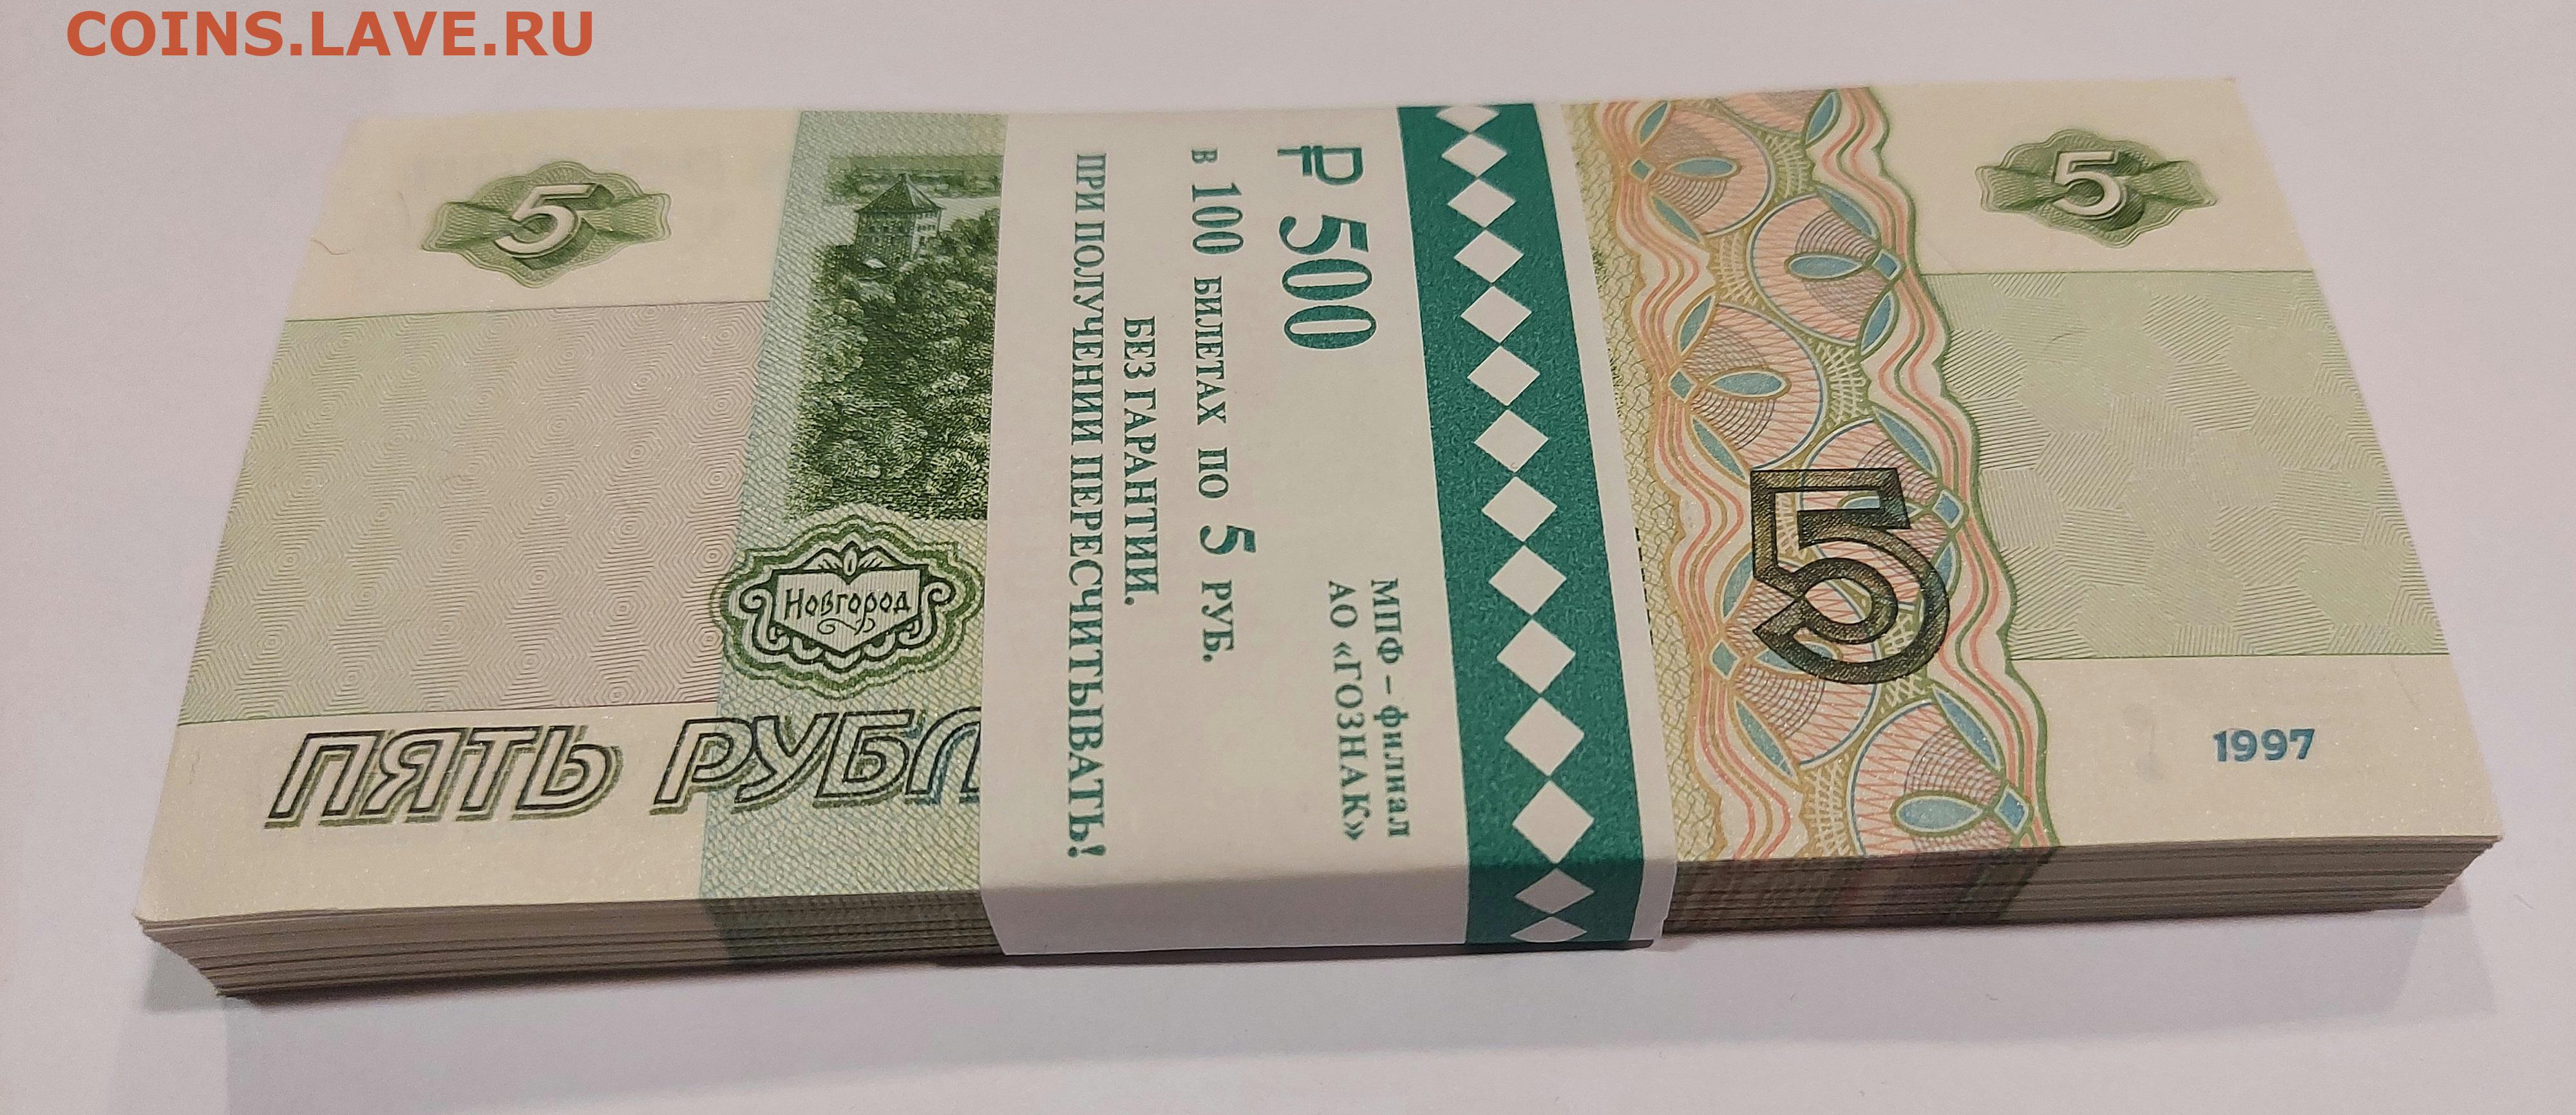 COINS.LAVE.RU
5
Новгород
ПЯТЬ РУБЛ
₽ 500
в 100 БИЛЕТАХ ПО 5 РУБ.
БЕЗ ГАРАНТИИ.
ПРИ ПОЛУЧЕНИИ ПЕРЕСЧИТЫВАТЬ!
МПФ – филиал
АО «ГОЗНАК»
5
5
1997